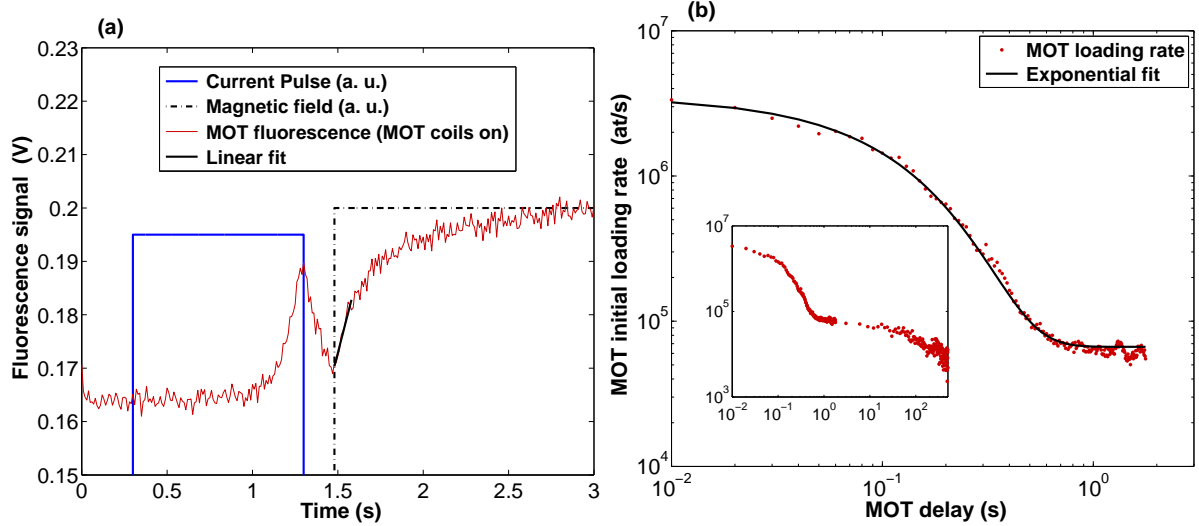 (a)
0.23
0.22
0.21
0.2
0.19
0.18
0.17
0.16
0.15
Fluorescence signal (V)
Current Pulse (a. u.)
Magnetic field (a. u.)
MOT fluorescence (MOT coils on)
Linear fit
0 0.5 1 1.5 2 2.5 3
Time (s)
(b)
10^7
10^6
10^5
10^4
MOT initial loading rate (at/s)
MOT loading rate
Exponential fit
10^7
10^5
10^3
10^-2 10^-1 10^0 10^1 10^2
10^-2 10^-1 10^0
MOT delay (s)